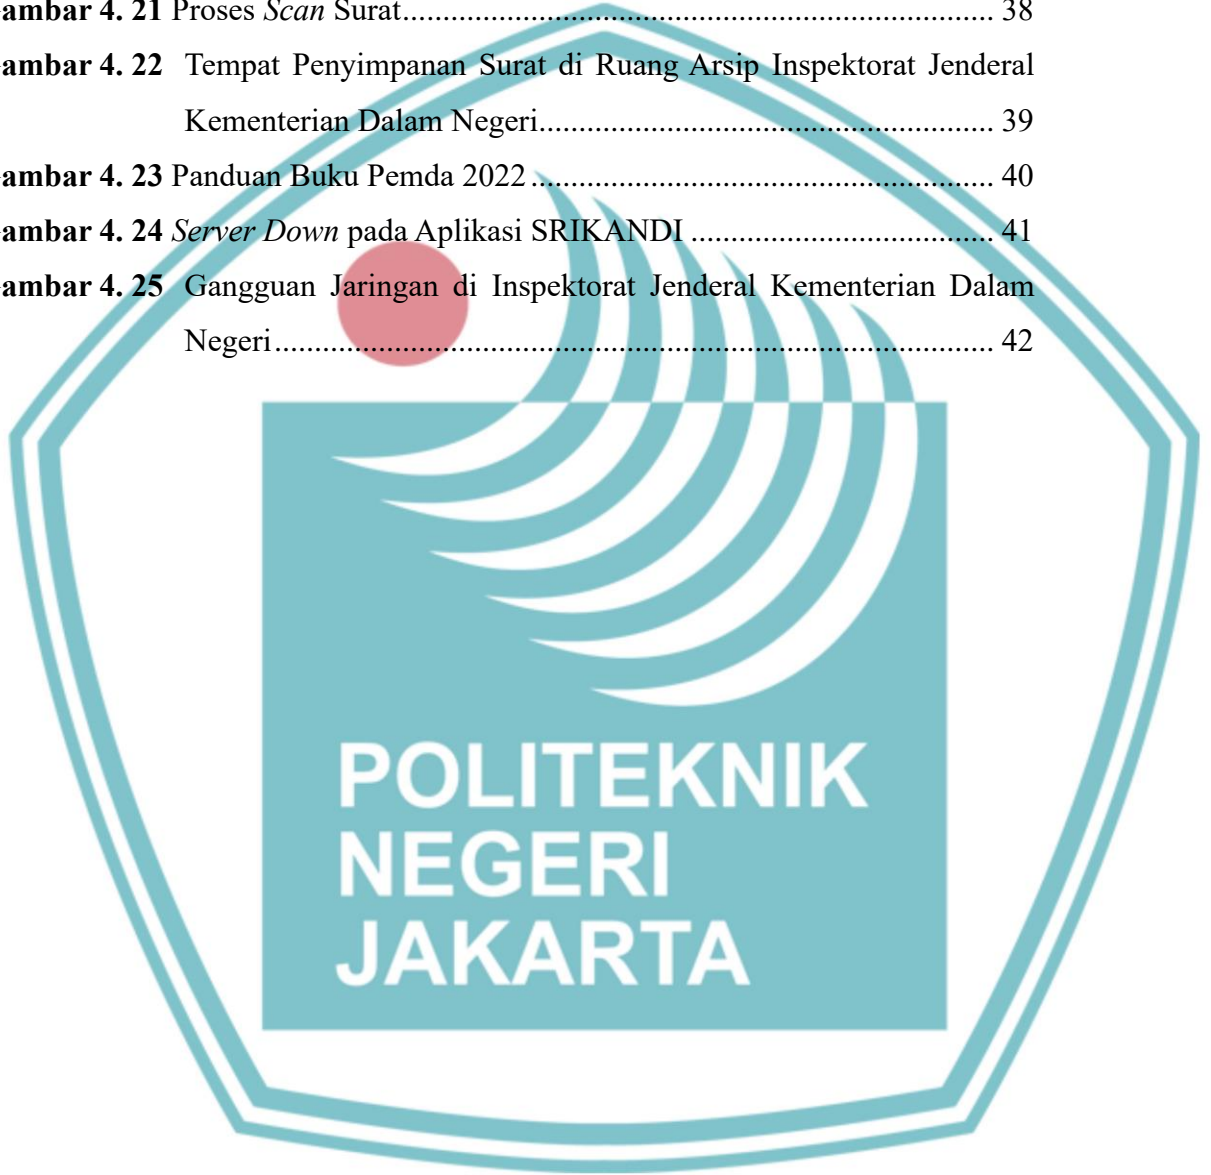 ambar 4. 21 Proses Scan Surat.......................................................................... 38
ambar 4. 22 Tempat Penyimpanan Surat di Ruang Arsip Inspektorat Jenderal
Kementerian Dalam Negeri......................................................... 39
ambar 4. 23 Panduan Buku Pemda 2022.......................................................... 40
ambar 4. 24 Server Down pada Aplikasi SRIKANDI...................................... 41
ambar 4. 25 Gangguan Jaringan di Inspektorat Jenderal Kementerian Dalam
Negeri.......................................................................................... 42
POLITEKNIK
NEGERI
JAKARTA